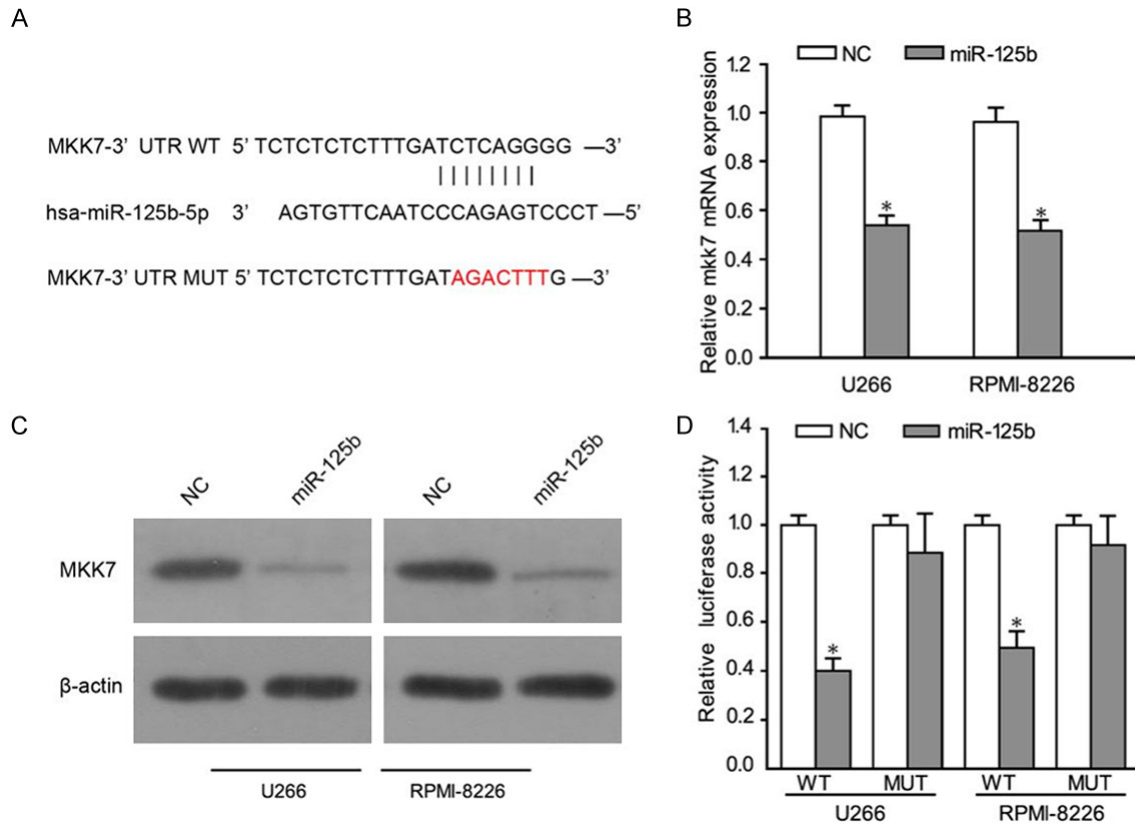 A
MKK7-3’ UTR WT 5’ TCTCTCTCTTTGATCTCAGGGG —3’
hsa-miR-125b-5p 3’ AGTGTTCAATCCCAGAGTCCCT —5’
MKK7-3’ UTR MUT 5’ TCTCTCTCTTTGATAGACTTTG —3’
B
NC miR-125b
Relative mkk7 mRNA expression
1.2
1.0
0.8
0.6
0.4
0.2
0.0
*
*
U266 RPMI-8226
C
NC miR-125b NC miR-125b
MKK7
β-actin
U266 RPMI-8226
D
NC miR-125b
Relative luciferase activity
1.4
1.2
1.0
0.8
0.6
0.4
0.2
0.0
*
*
WT MUT WT MUT
U266 RPMI-8226